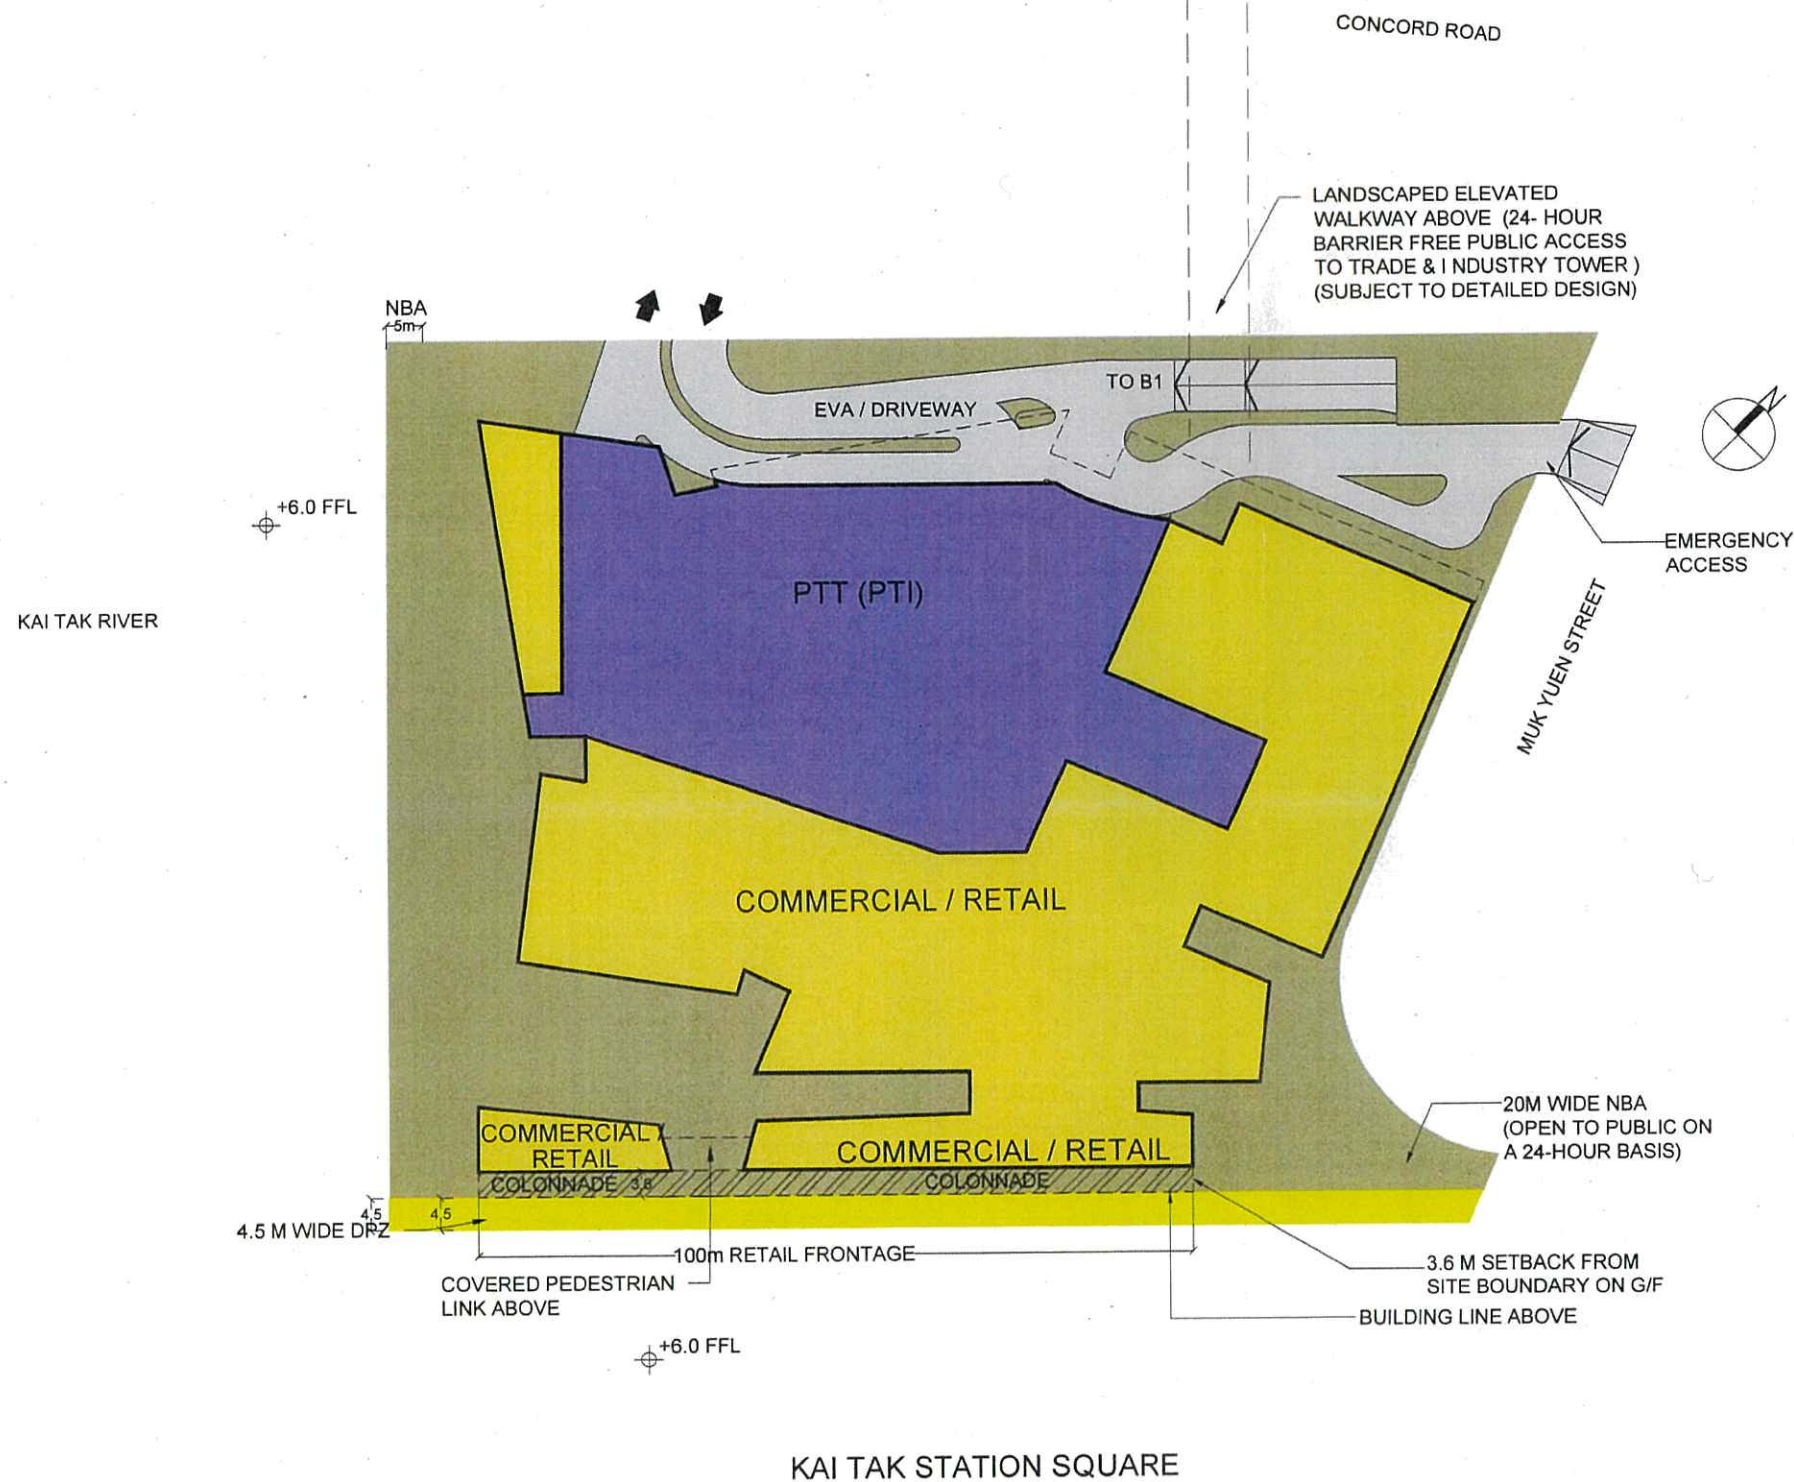 CONCORD ROAD
LANDSCAPED ELEVATED
WALKWAY ABOVE (24- HOUR
BARRIER FREE PUBLIC ACCESS
TO TRADE & I NDUSTRY TOWER )
(SUBJECT TO DETAILED DESIGN)
NBA
5m
TO B1
EVA / DRIVEWAY
N
+6.0 FFL
EMERGENCY
ACCESS
PTT (PTI)
KAI TAK RIVER
MUK YUEN STREET
COMMERCIAL / RETAIL
20M WIDE NBA
(OPEN TO PUBLIC ON
A 24-HOUR BASIS)
COMMERCIAL /
RETAIL
COMMERCIAL / RETAIL
COLONNADE
COLONNADE
4.5
4.5
4.5 M WIDE DPZ
100m RETAIL FRONTAGE
3.6 M SETBACK FROM
SITE BOUNDARY ON G/F
COVERED PEDESTRIAN
LINK ABOVE
BUILDING LINE ABOVE
+6.0 FFL
KAI TAK STATION SQUARE